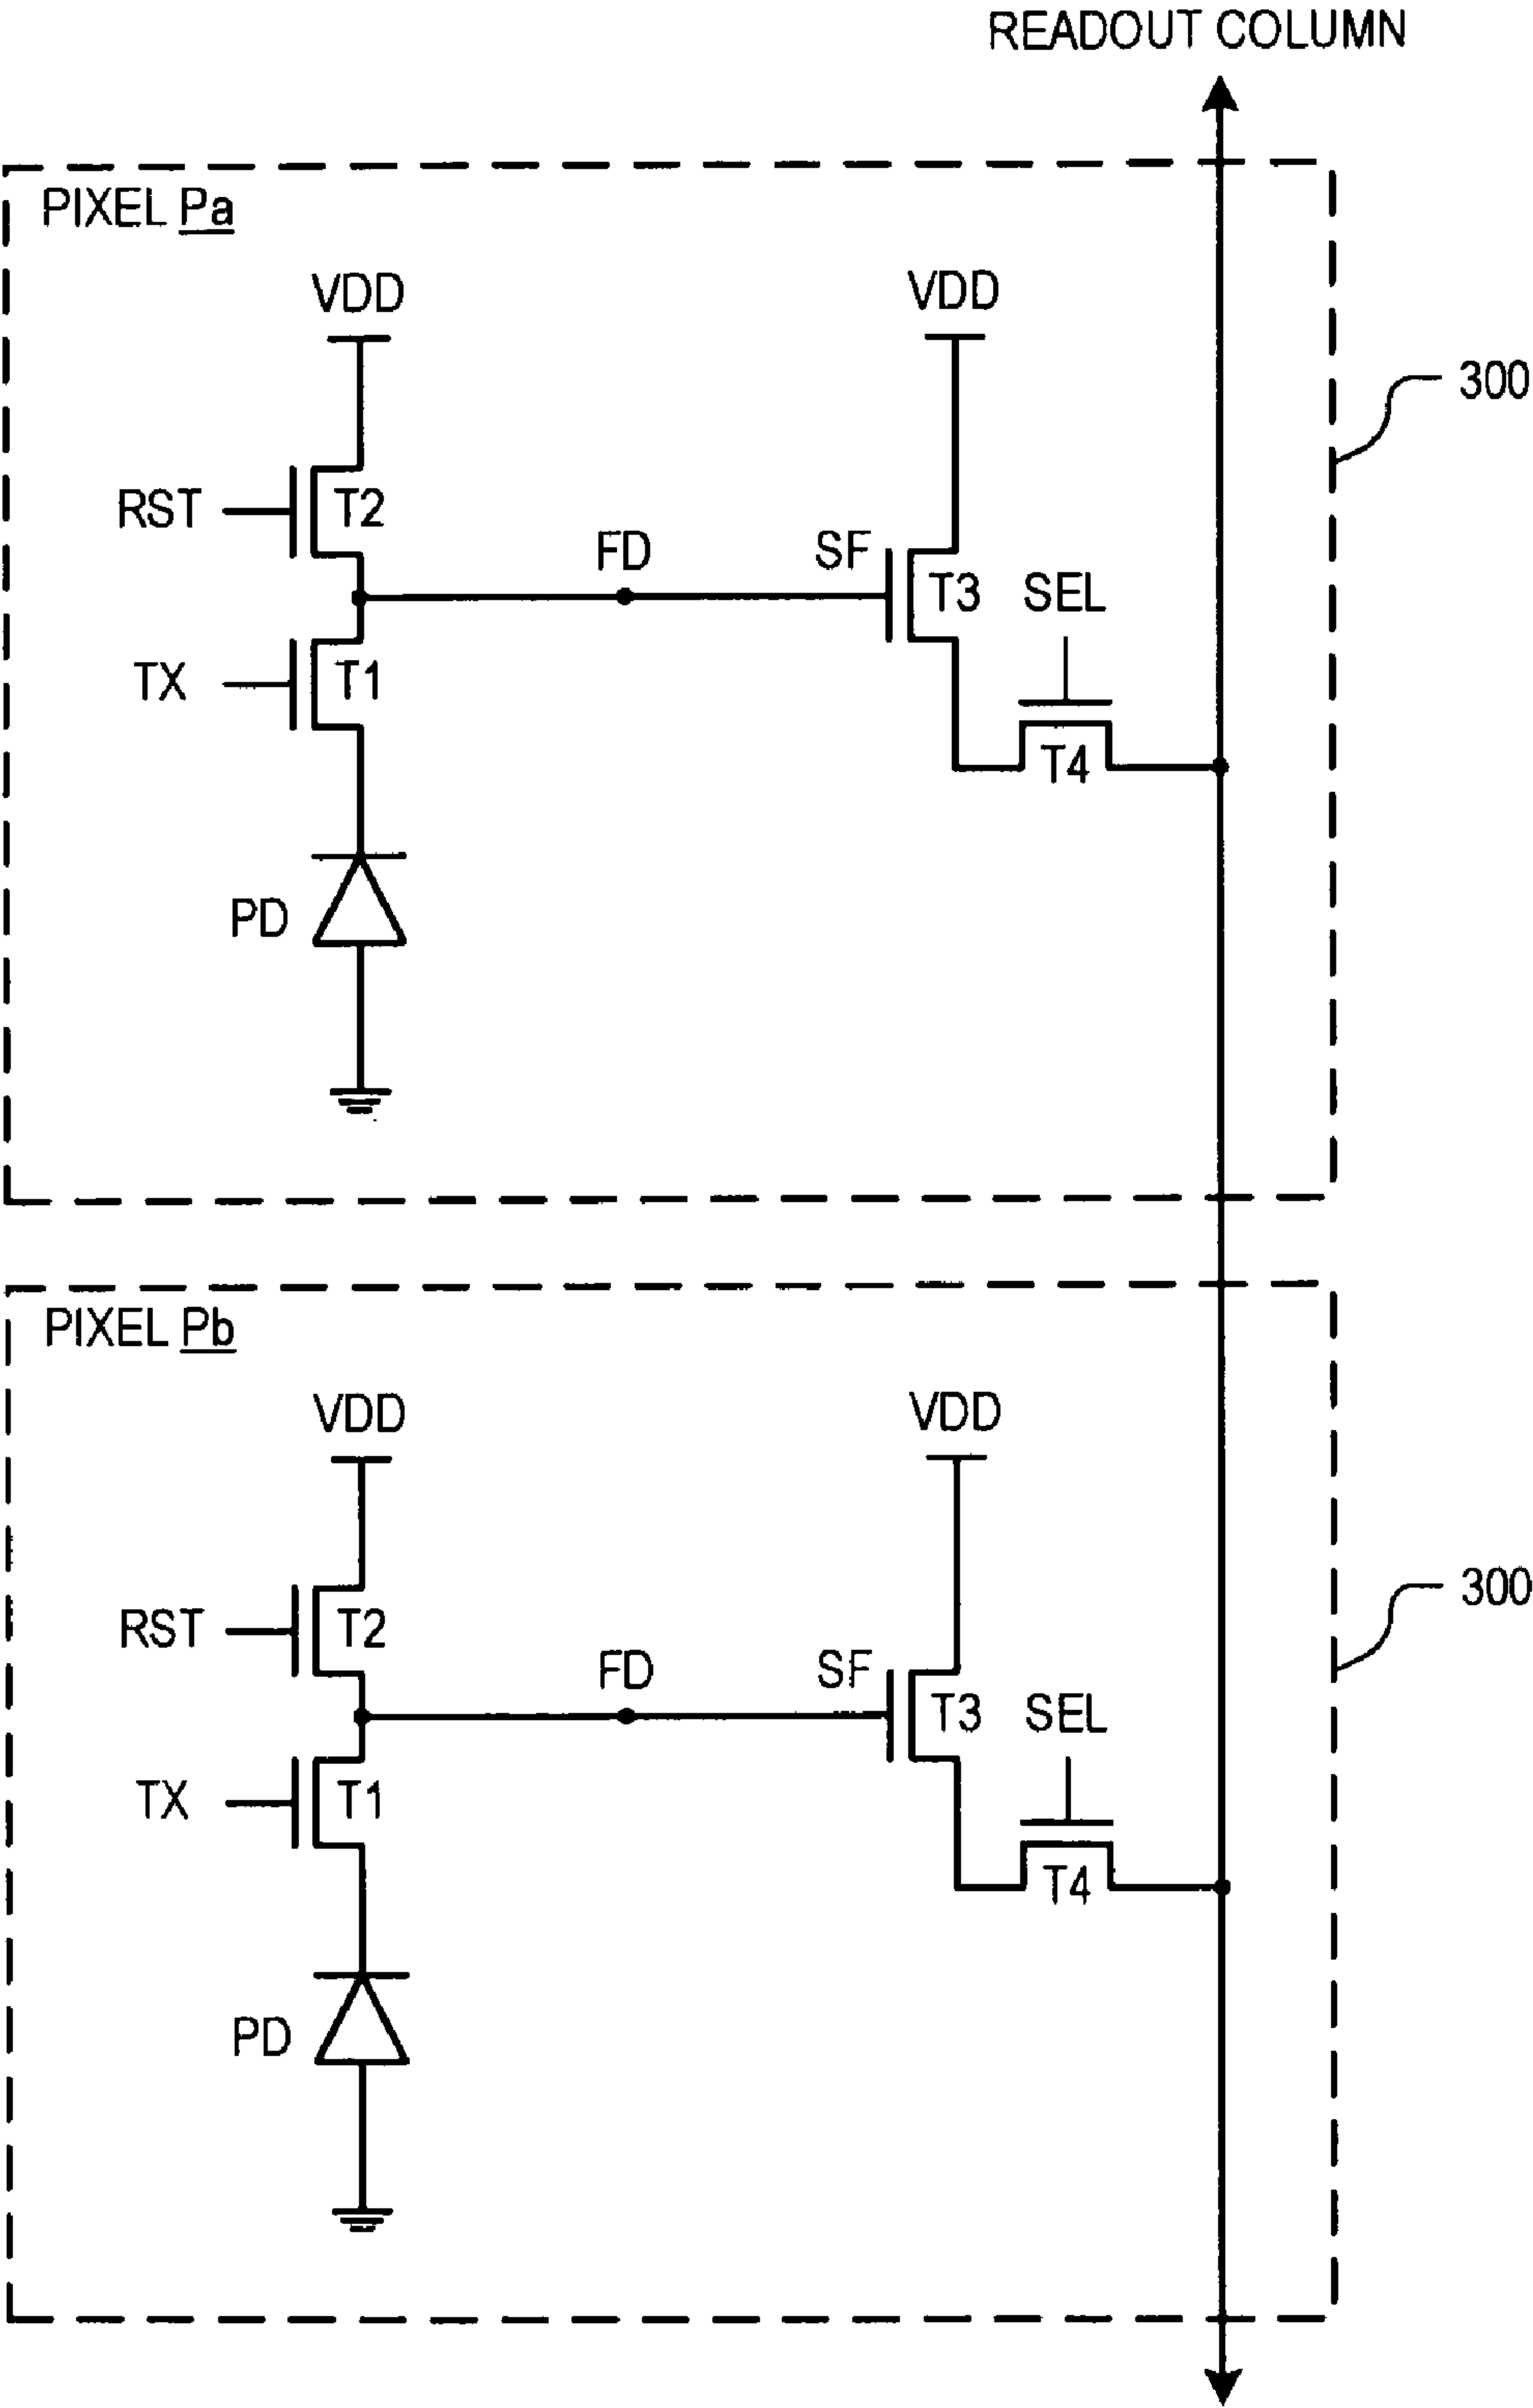 READOUT COLUMN
PIXEL Pa
VDD
VDD
300
RST
T2
FD
SF
T3
SEL
TX
T1
T4
PD
PIXEL Pb
VDD
VDD
300
RST
T2
FD
SF
T3
SEL
TX
T1
T4
PD